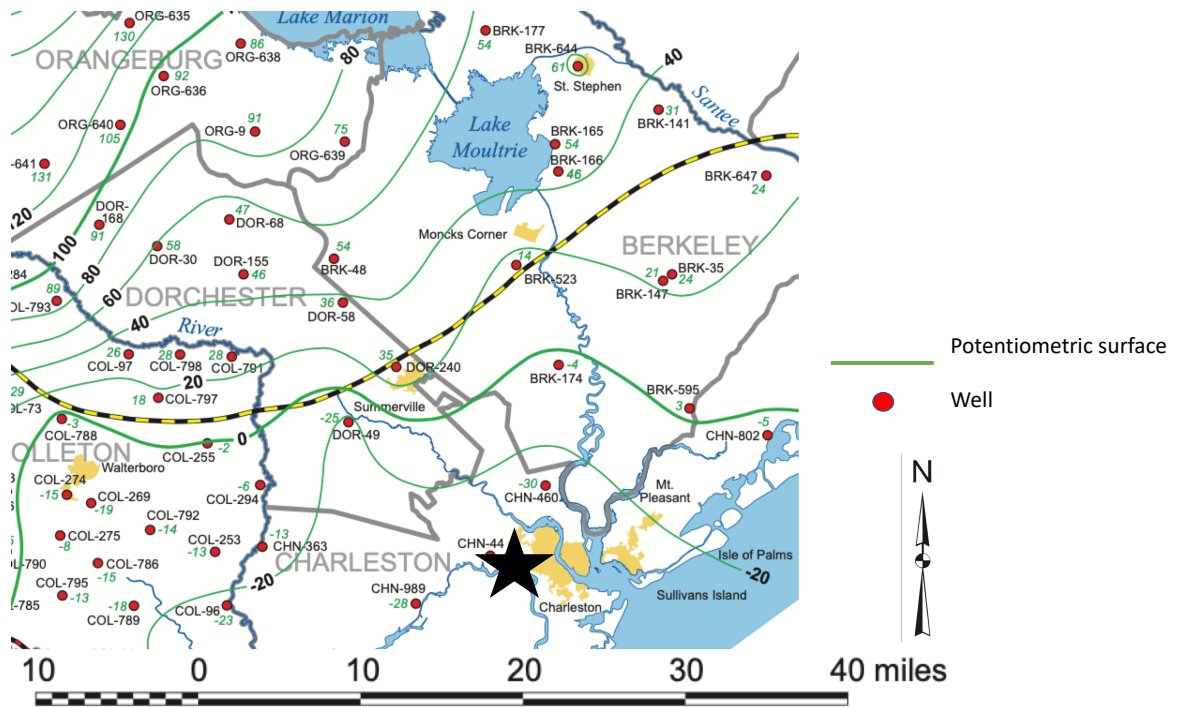 ORG-635
130
Lake Marion
86
ORG-638
BRK-177
54
BRK-644
61
St. Stephen
40
80
ORANGEBURG
92
ORG-636
Santee
31
BRK-141
ORG-640
105
91
ORG-9
75
ORG-639
Lake
Moultrie
BRK-165
54
BRK-166
46
-641
131
BRK-647
24
DOR-
168
91
47
DOR-68
120
100
58
DOR-30
Moncks Corner
BERKELEY
54
BRK-48
14
BRK-523
DOR-155
46
21
BRK-35
24
BRK-147
284
89
OL-793
80
60
DORCHESTER
36
DOR-58
40
River
26
COL-97
28
COL-798
28
COL-791
35
DOR-240
-4
BRK-174
20
29
OL-73
18
COL-797
BRK-595
3
Summerville
-25
DOR-49
-3
COL-788
0
-2
COL-255
-5
CHN-802
OLLETON
Walterboro
COL-274
-15
COL-269
-19
-6
COL-294
-30
CHN-460
Mt.
Pleasant
COL-792
-14
COL-275
-8
COL-253
-13
-13
CHN-363
CHN-44
CHARLESTON
Isle of Palms
-20
L-790
COL-786
-15
-20
Sullivans Island
COL-795
-13
L-785
-18
COL-789
COL-96
-23
CHN-989
-28
Charleston
10 0 10 20 30 40 miles
Potentiometric surface
Well
N